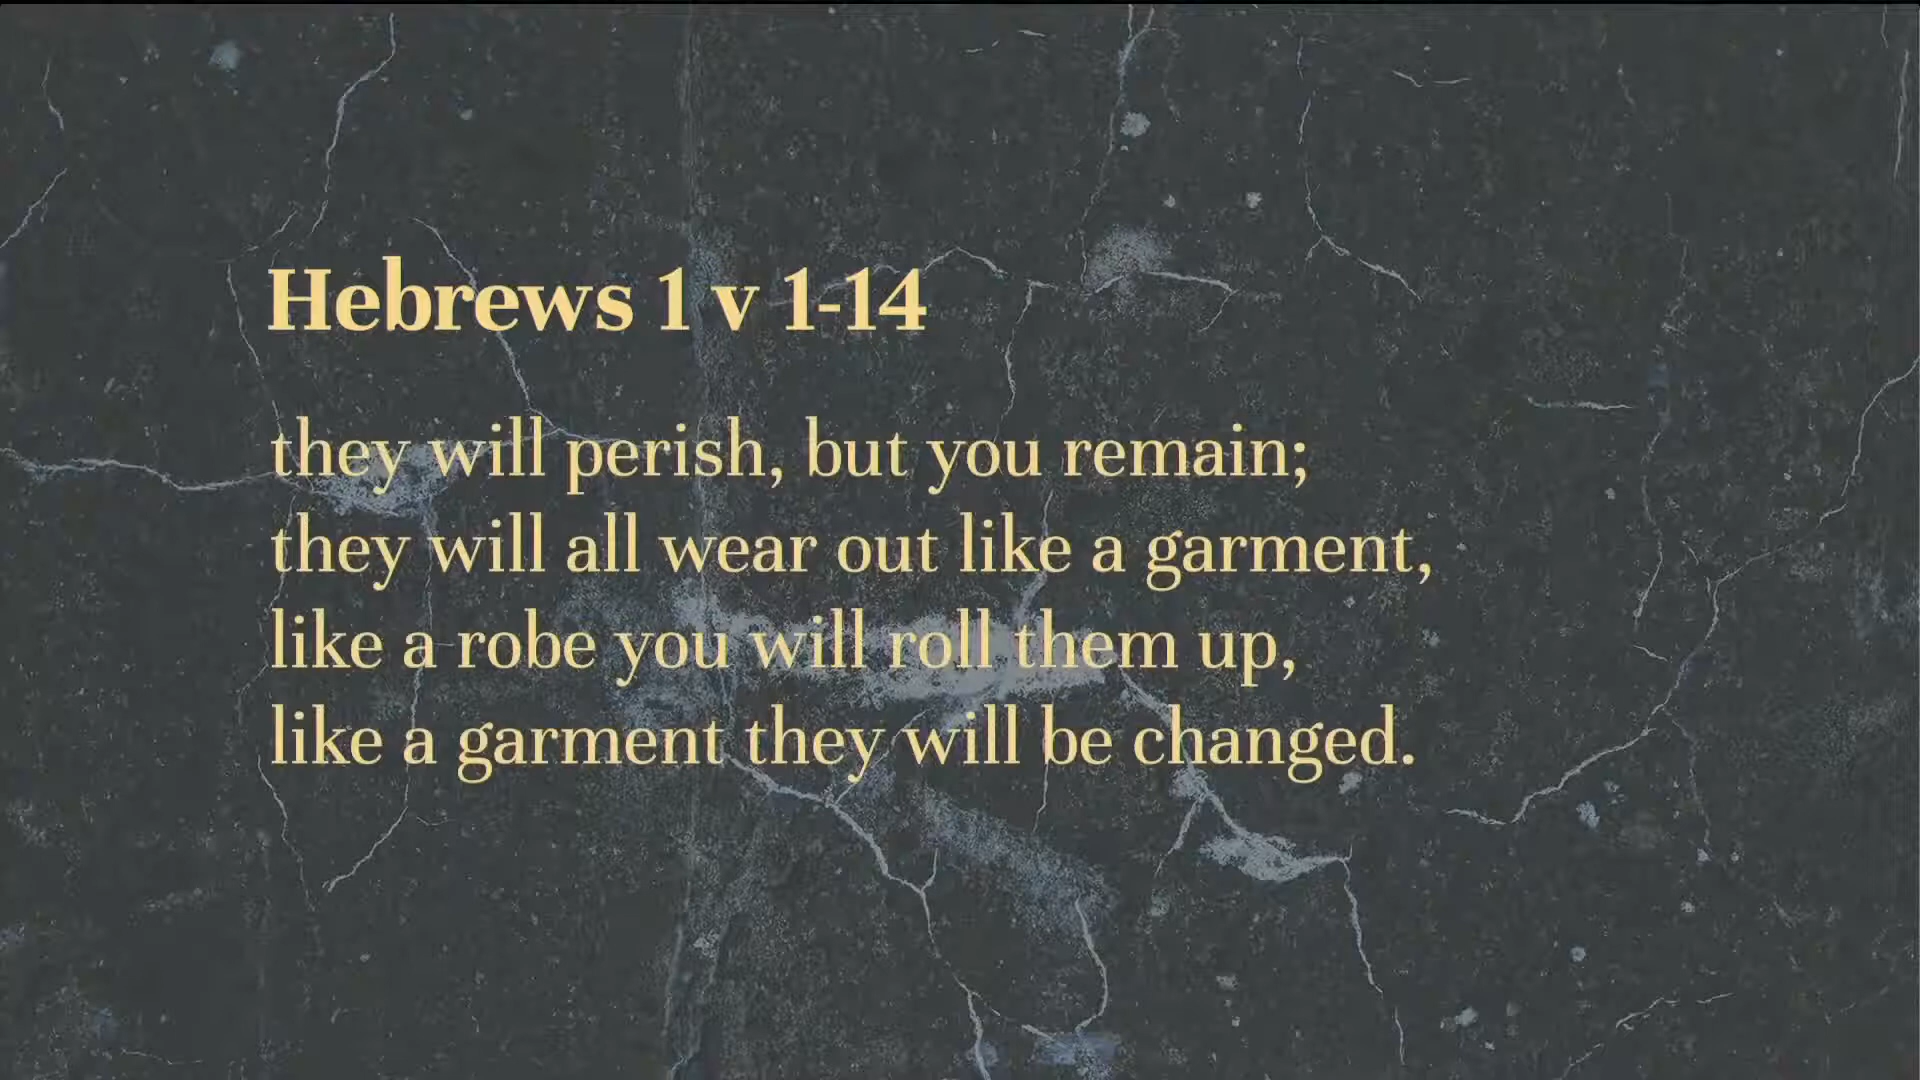 Hebrews 1 v 1-14
they will perish, but you remain;
they will all wear out like a garment,
like a robe you will roll them up,
like a garment they will be changed.